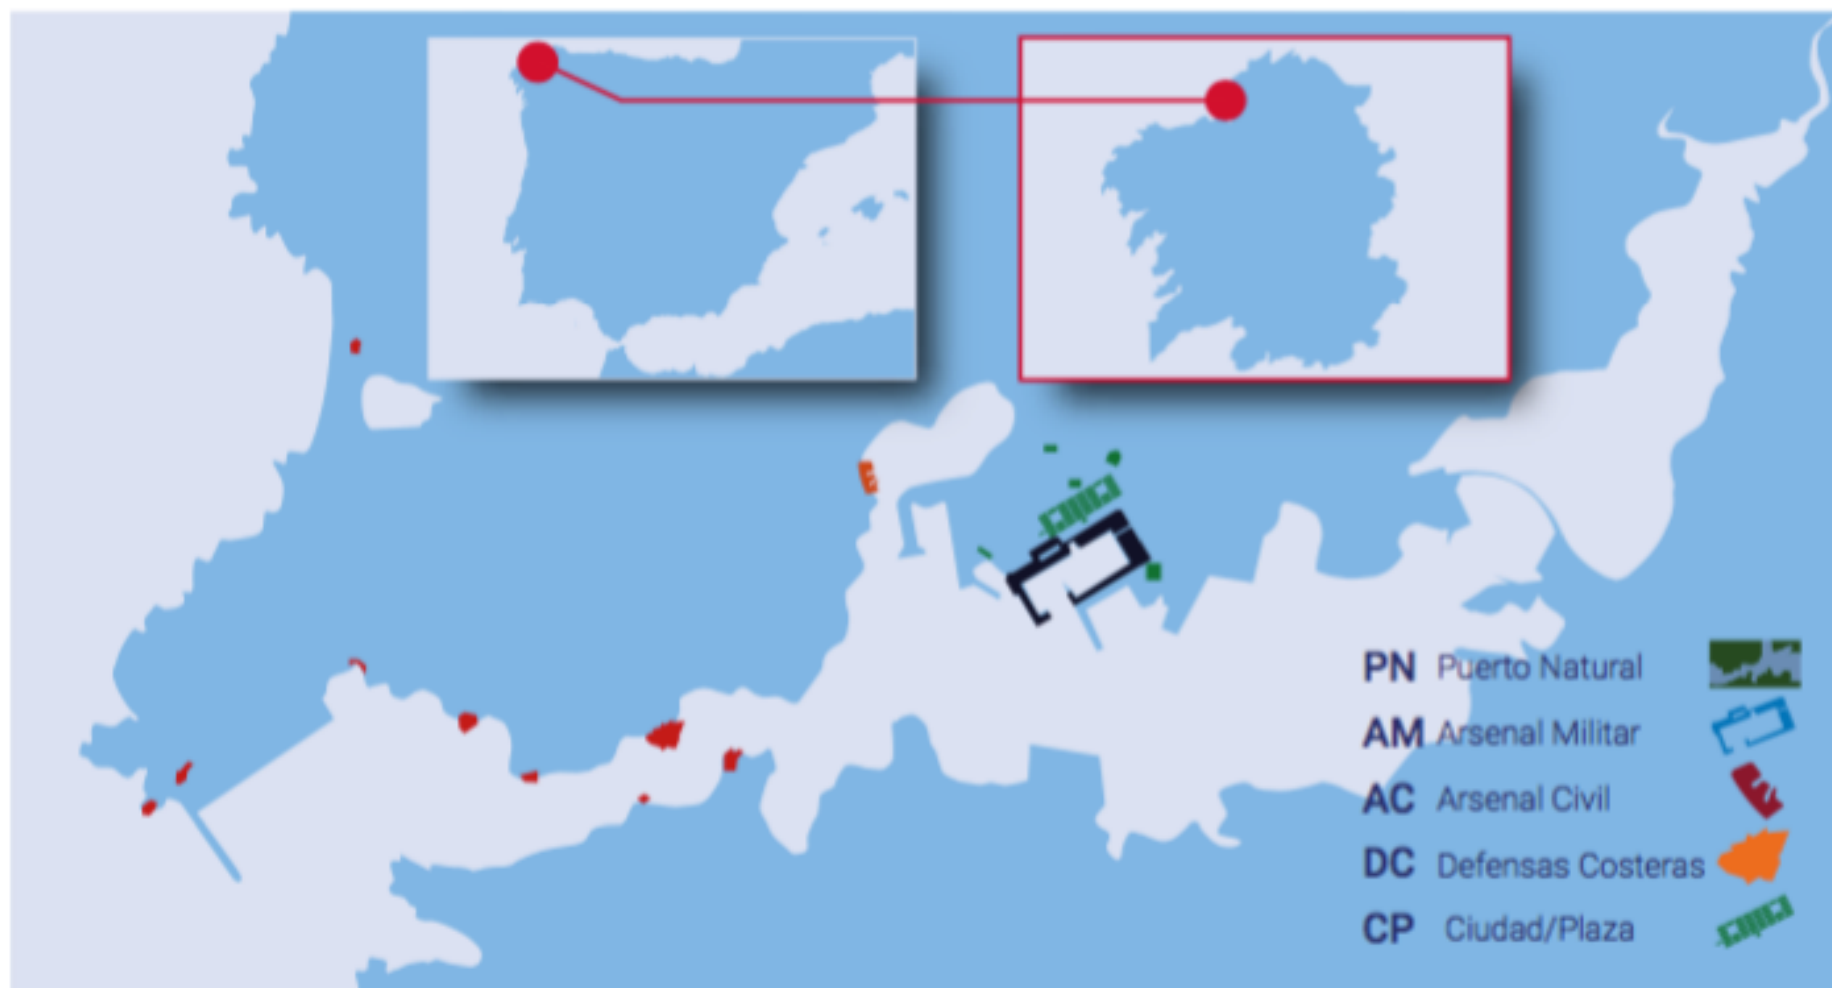 PN Puerto Natural
AM Arsenal Militar
AC Arsenal Civil
DC Defensas Costeras
CP Ciudad/Plaza